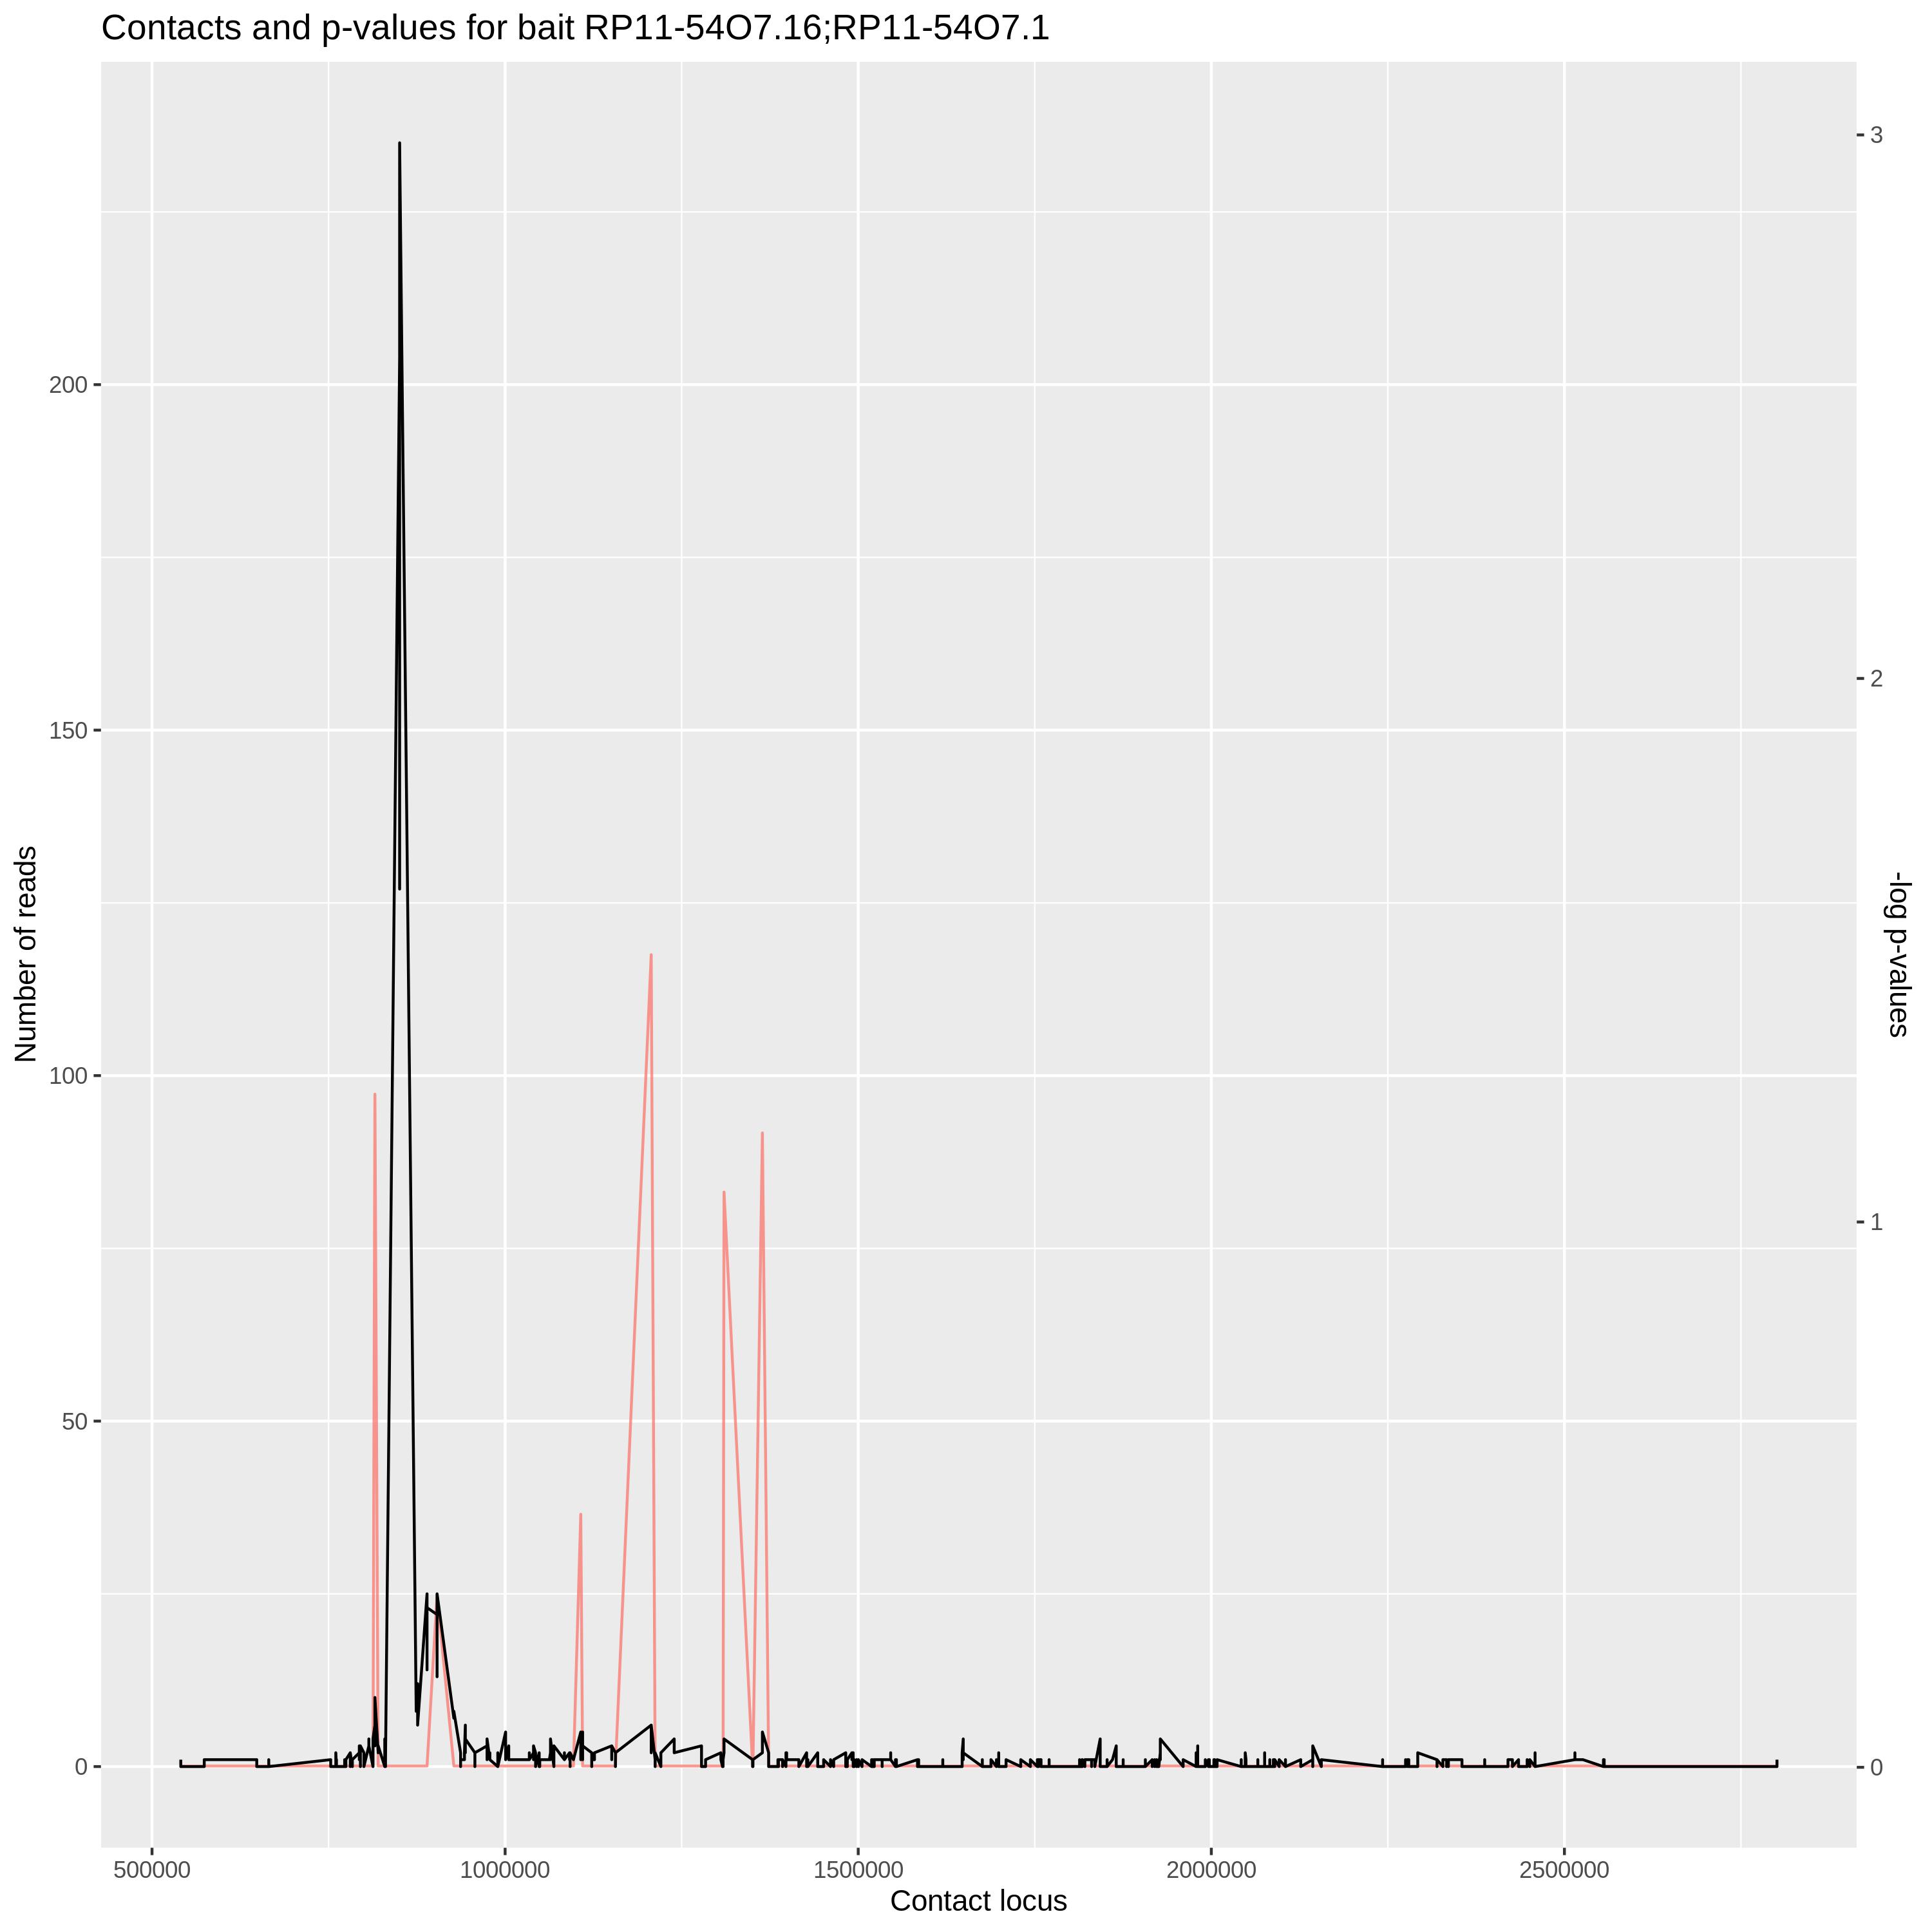 Contacts and p-values for bait RP11-54O7.16;RP11-54O7.1
200
150
100
50
0
Number of reads
3
2
1
0
-log p-values
500000 1000000 1500000 2000000 2500000
Contact locus